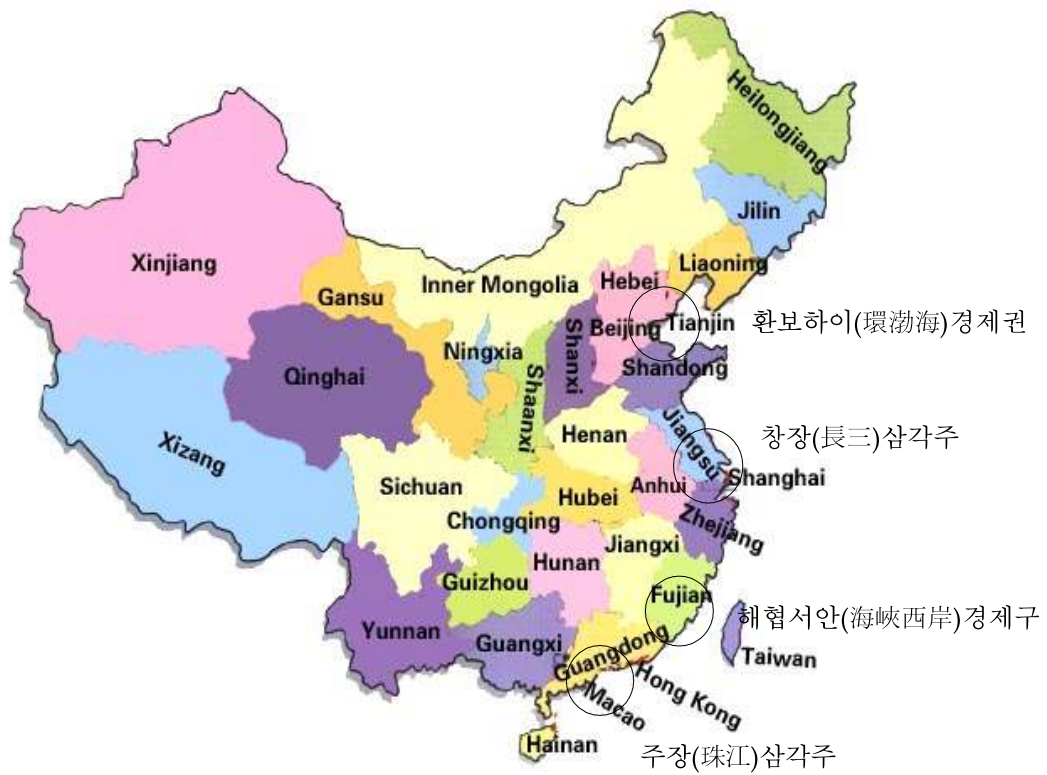 Heilongjiang
Jilin
Xinjiang
Liaoning
Hebei
Inner Mongolia
Gansu
Beijing
Tianjin
환보하이(環渤海)경제권
Ningxia
Shanxi
Qinghai
Shandong
Shaanxi
Jiangsu
창장(長三)삼각주
Henan
Xizang
Shanghai
Sichuan
Anhui
Hubei
Chongqing
Zhejiang
Jiangxi
Hunan
Guizhou
Fujian
해협서안(海峽西岸)경제구
Yunnan
Guangxi
Guangdong
Taiwan
Hong Kong
Macao
Hainan
주장(珠江)삼각주